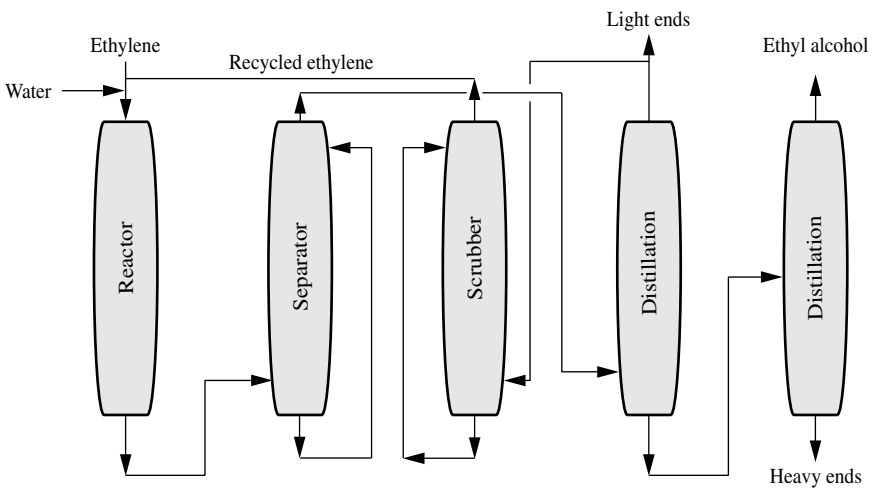 Light ends
Ethylene
Ethyl alcohol
Recycled ethylene
Water
Reactor
Separator
Scrubber
Distillation
Distillation
Heavy ends